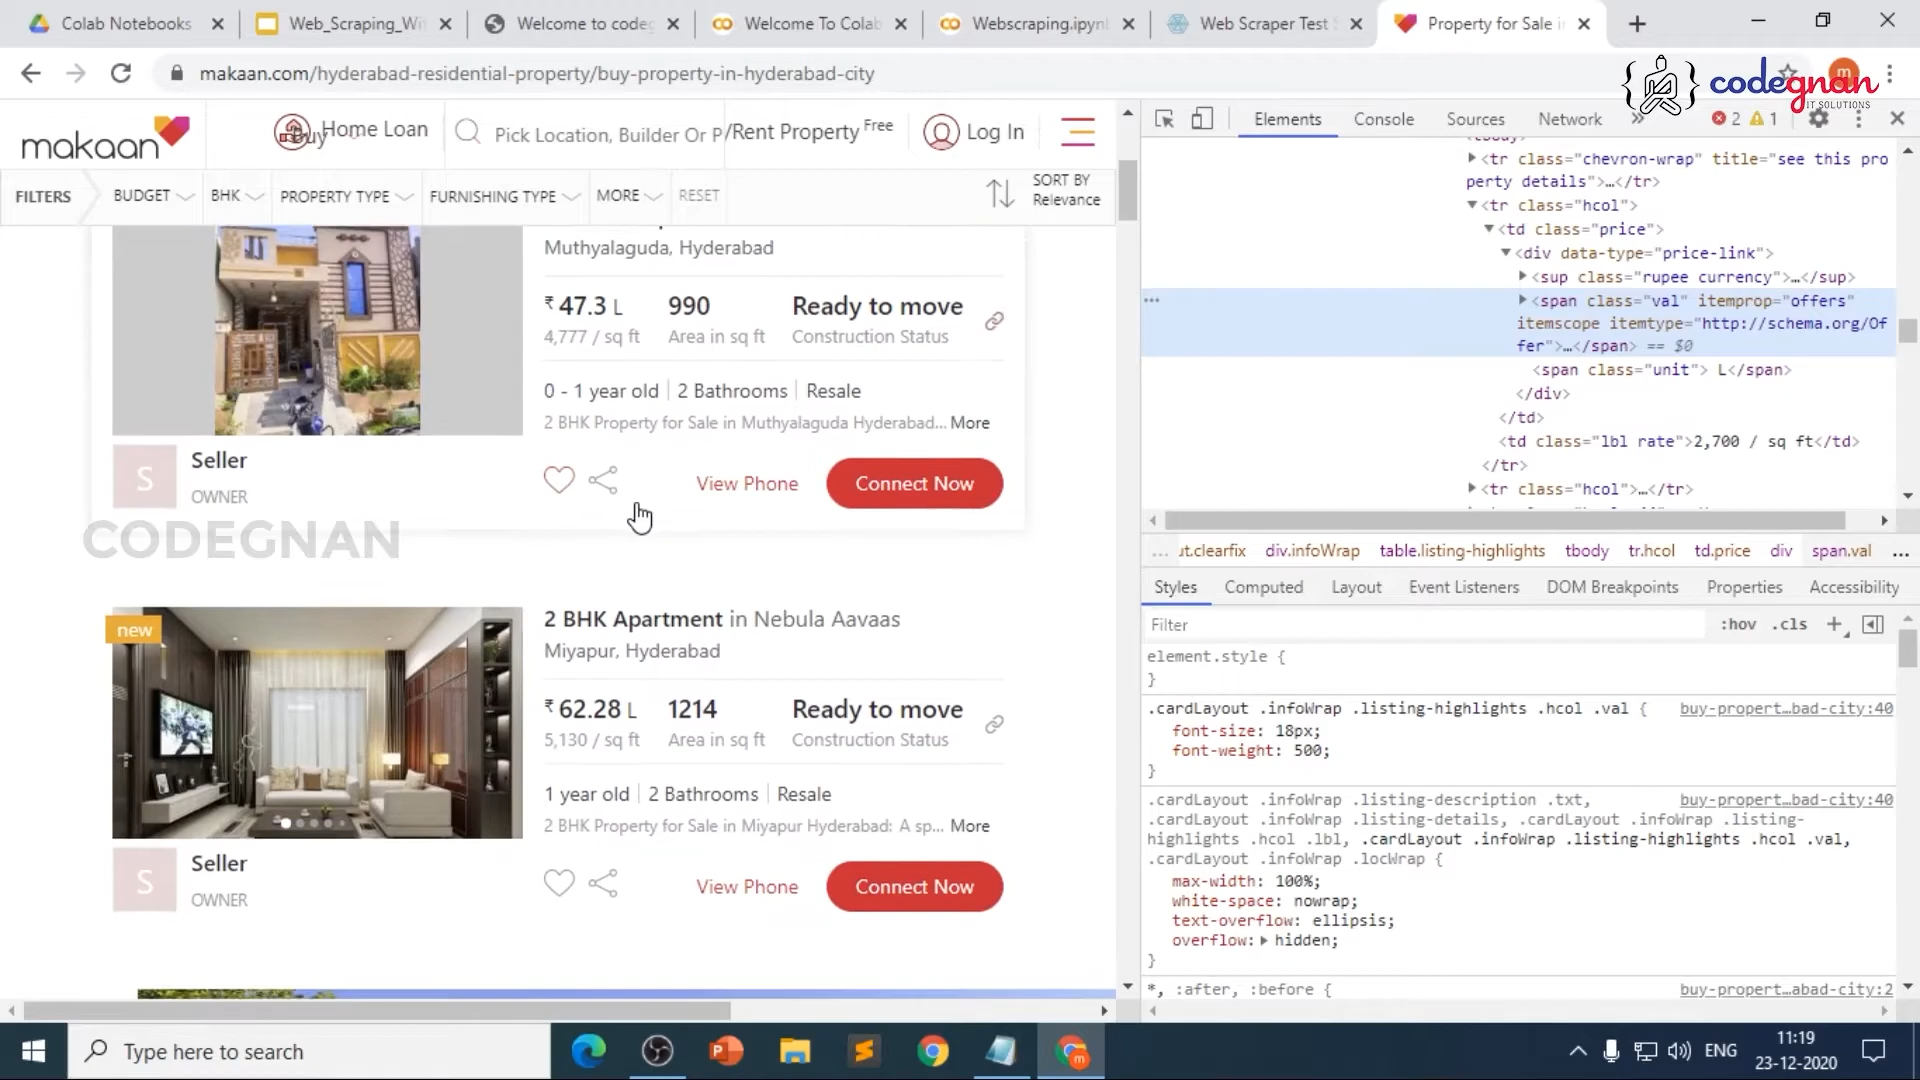 Colab Notebooks
Web_Scraping_Wi
Welcome to codeg
Welcome To Colab
Webscraping.ipynb
Web Scraper Test S
Property for Sale in
makaan.com/hyderabad-residential-property/buy-property-in-hyderabad-city
m
codegnan
IT SOLUTIONS
makaan
Buy
Home Loan
Pick Location, Builder Or P
/Rent Property Free
Log In
FILTERS
BUDGET
BHK
PROPERTY TYPE
FURNISHING TYPE
MORE
RESET
SORT BY
Relevance
Muthyalaguda, Hyderabad
₹ 47.3 L 990 Ready to move
4,777 / sq ft Area in sq ft Construction Status
0 - 1 year old 2 Bathrooms Resale
2 BHK Property for Sale in Muthyalaguda Hyderabad... More
S
Seller
OWNER
View Phone
Connect Now
CODEGNAN
new
2 BHK Apartment in Nebula Aavaas
Miyapur, Hyderabad
₹ 62.28 L 1214 Ready to move
5,130 / sq ft Area in sq ft Construction Status
1 year old 2 Bathrooms Resale
2 BHK Property for Sale in Miyapur Hyderabad: A sp... More
S
Seller
OWNER
View Phone
Connect Now
Elements Console Sources Network » 2 1
<tbody>
<tr class="chevron-wrap" title="see this pro
perty details">…</tr>
<tr class="hcol">
<td class="price">
<div data-type="price-link">
<sup class="rupee currency">…</sup>
<span class="val" itemprop="offers"
itemscope itemtype="http://schema.org/Of
fer">…</span> == $0
<span class="unit"> L</span>
</div>
</td>
<td class="lbl rate">2,700 / sq ft</td>
</tr>
<tr class="hcol">…</tr>
... ut.clearfix div.infoWrap table.listing-highlights tbody tr.hcol td.price div span.val ...
Styles Computed Layout Event Listeners DOM Breakpoints Properties Accessibility
Filter :hov .cls +
element.style {
}
.cardLayout .infoWrap .listing-highlights .hcol .val { buy-propert…bad-city:40
font-size: 18px;
font-weight: 500;
}
.cardLayout .infoWrap .listing-description .txt, buy-propert…bad-city:40
.cardLayout .infoWrap .listing-details, .cardLayout .infoWrap .listing-
highlights .hcol .lbl, .cardLayout .infoWrap .listing-highlights .hcol .val,
.cardLayout .infoWrap .locWrap {
max-width: 100%;
white-space: nowrap;
text-overflow: ellipsis;
overflow: hidden;
}
*, :after, :before { buy-propert…abad-city:2
Type here to search
ENG
11:19
23-12-2020